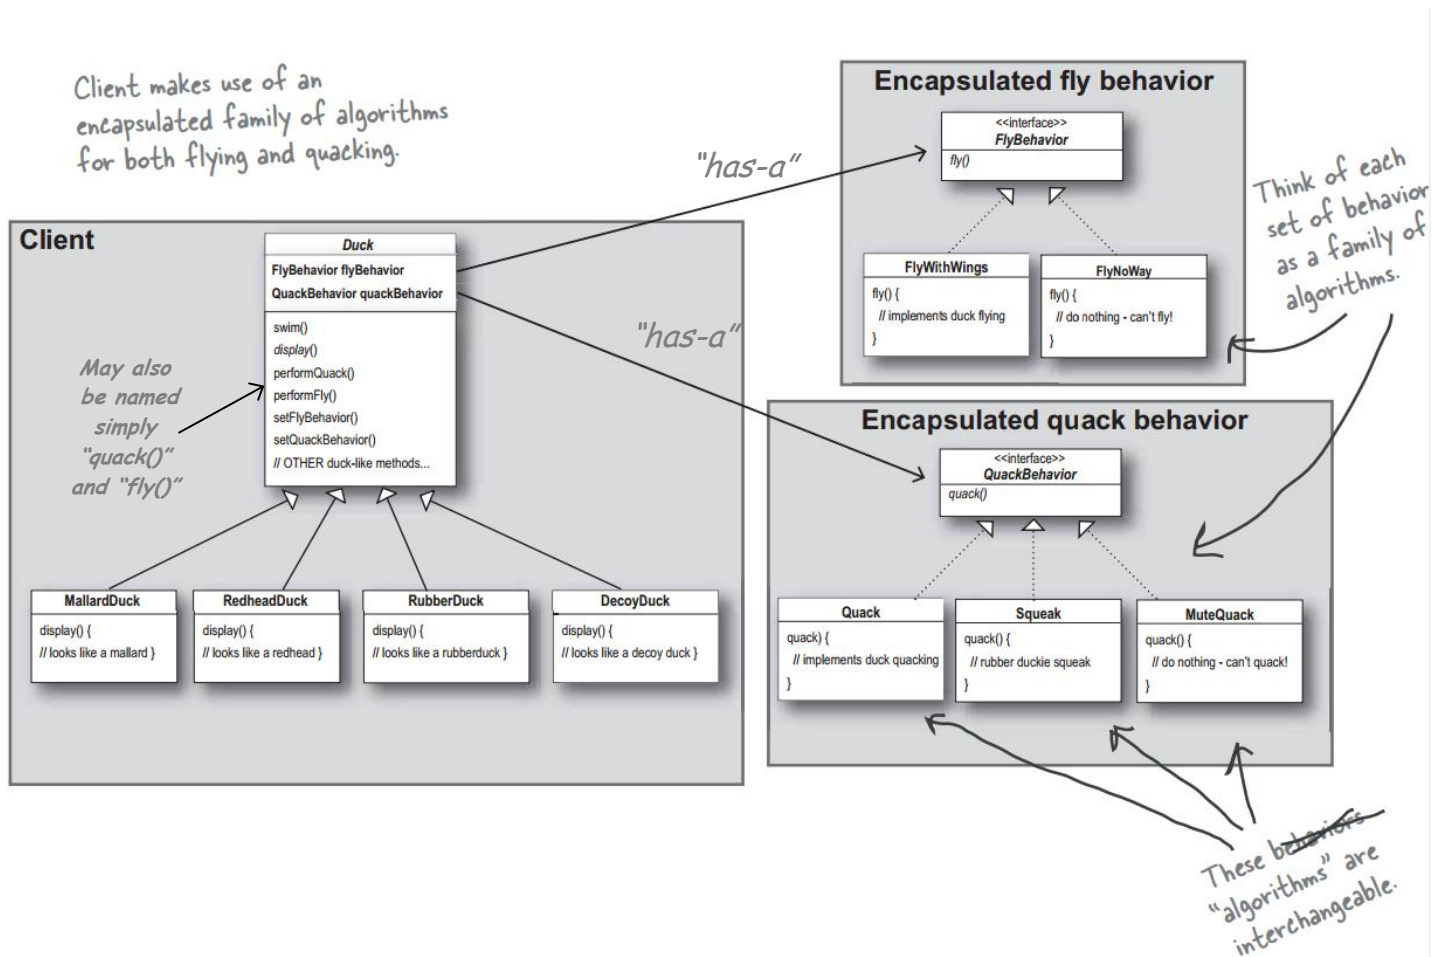 Client makes use of an
encapsulated family of algorithms
for both flying and quacking.
Client
Duck
FlyBehavior flyBehavior
QuackBehavior quackBehavior
swim()
display()
performQuack()
performFly()
setFlyBehavior()
setQuackBehavior()
// OTHER duck-like methods...
May also
be named
simply
"quack()"
and "fly()"
MallardDuck
display() {
// looks like a mallard }
RedheadDuck
display() {
// looks like a redhead }
RubberDuck
display() {
// looks like a rubberduck }
DecoyDuck
display() {
// looks like a decoy duck }
"has-a"
"has-a"
Encapsulated fly behavior
<<interface>>
FlyBehavior
fly()
FlyWithWings
fly() {
// implements duck flying
}
FlyNoWay
fly() {
// do nothing - can't fly!
}
Think of each
set of behavior
as a family of
algorithms.
Encapsulated quack behavior
<<interface>>
QuackBehavior
quack()
Quack
quack) {
// implements duck quacking
}
Squeak
quack() {
// rubber duckie squeak
}
MuteQuack
quack() {
// do nothing - can't quack!
}
These behaviors
"algorithms" are
interchangeable.